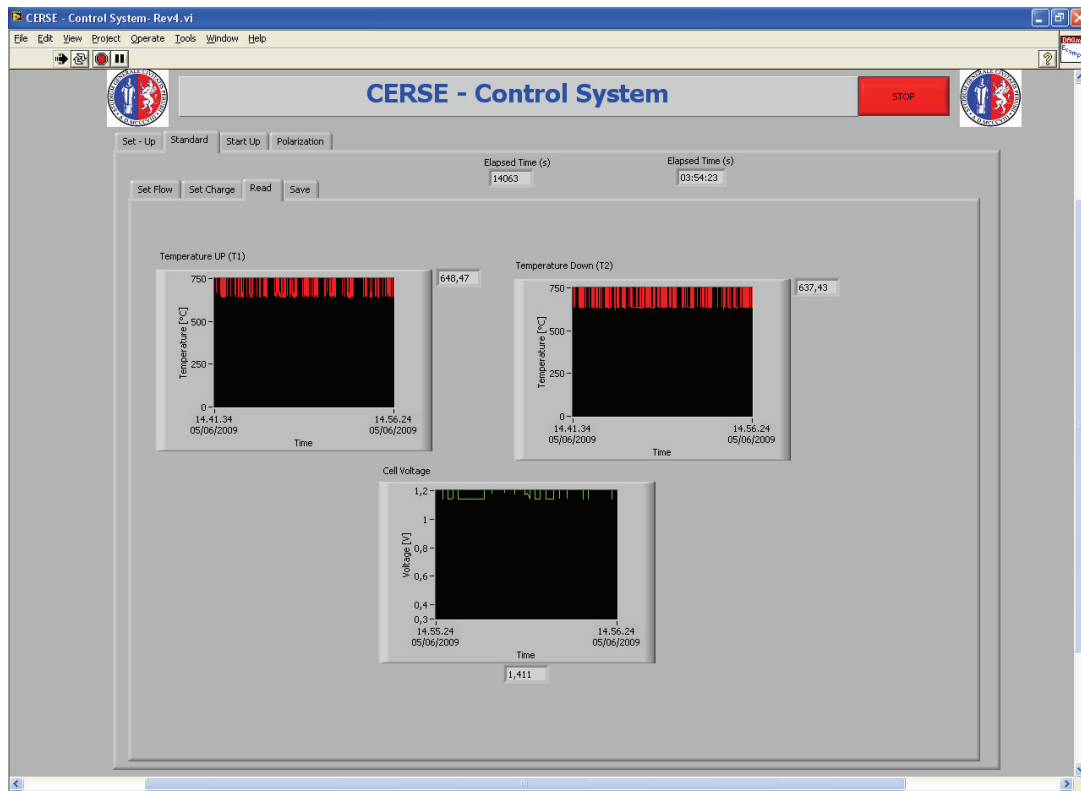 CERSE - Control System- Rev4.vi
File Edit View Project Operate Tools Window Help
CERSE - Control System
STOP
Set - Up Standard Start Up Polarization
Elapsed Time (s)
14063
Elapsed Time (s)
03:54:23
Set Flow Set Charge Read Save
Temperature UP (T1)
648,47
Temperature [°C]
750
500
250
0
14.41.34
05/06/2009
14.56.24
05/06/2009
Time
Temperature Down (T2)
637,43
Temperature [°C]
750
500
250
0
14.41.34
05/06/2009
14.56.24
05/06/2009
Time
Cell Voltage
Voltage [V]
1,2
1
0,8
0,6
0,4
0,3
14.55.24
05/06/2009
14.56.24
05/06/2009
Time
1,411